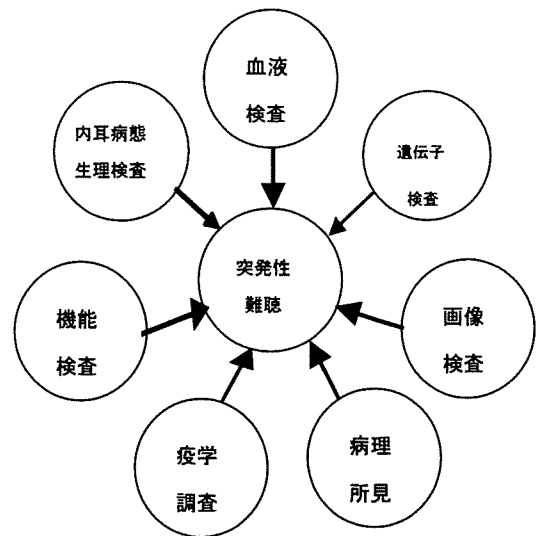 血液
検査
内耳病態
生理検査
遺伝子
検査
突発性
難聴
機能
検査
画像
検査
疫学
調査
病理
所見